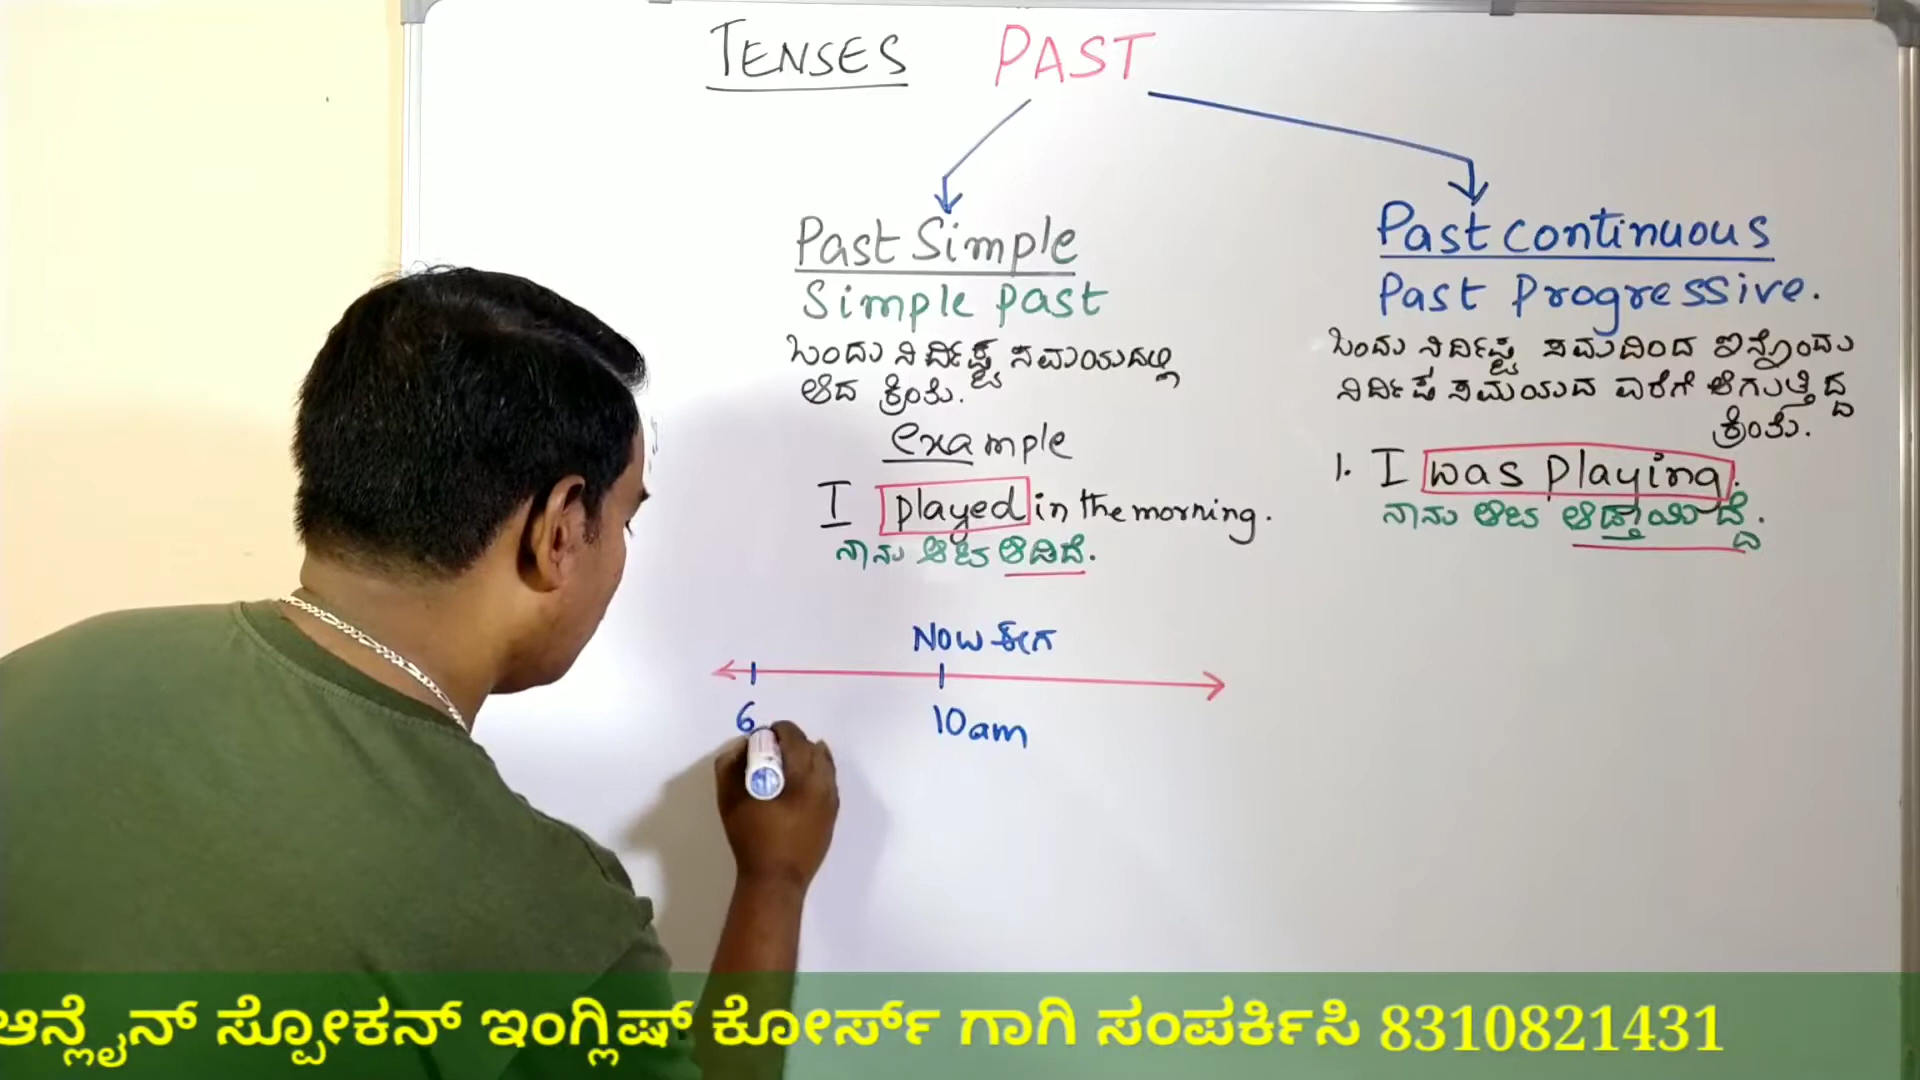 TENSES PAST
Past Simple
Simple past
ಒಂದು ನಿರ್ದಿಷ್ಟ ಸಮಯದಲ್ಲಿ
ಆದ ಕ್ರಿಂತು.
example
I played in the morning.
ನಾನು ಆಟ ಆಡಿದೆ.
Now ಈಗ
6
10am
Past continuous
Past Progressive.
ಒಂದು ನಿರ್ದಿಷ್ಟ ಸಮದಿಂದ ಇನ್ನೊಂದು
ನಿರ್ದಿಷ ಸಮಯದ ವರೆಗೆ ಆಗುತ್ತಿದ್ದ
ಕ್ರಿಂತು.
1. I was playing.
ನಾನು ಆಟ ಆಡ್ತಾಯಿದ್ದೆ.
ಆನ್ಲೈನ್ ಸ್ಪೋಕನ್ ಇಂಗ್ಲಿಷ್ ಕೋರ್ಸ್ ಗಾಗಿ ಸಂಪರ್ಕಿಸಿ 8310821431